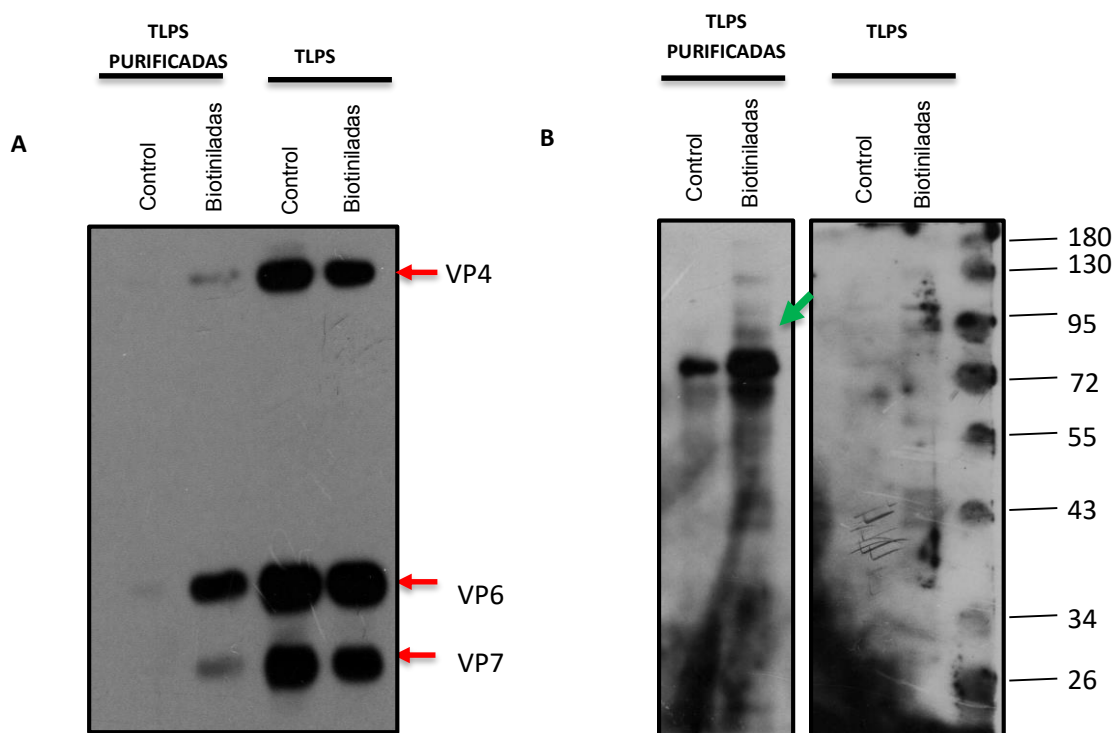 TLPS
PURIFICADAS
TLPS
A
Control
Biotiniladas
Control
Biotiniladas
VP4
VP6
VP7
TLPS
PURIFICADAS
TLPS
B
Control
Biotiniladas
Control
Biotiniladas
180
130
95
72
55
43
34
26